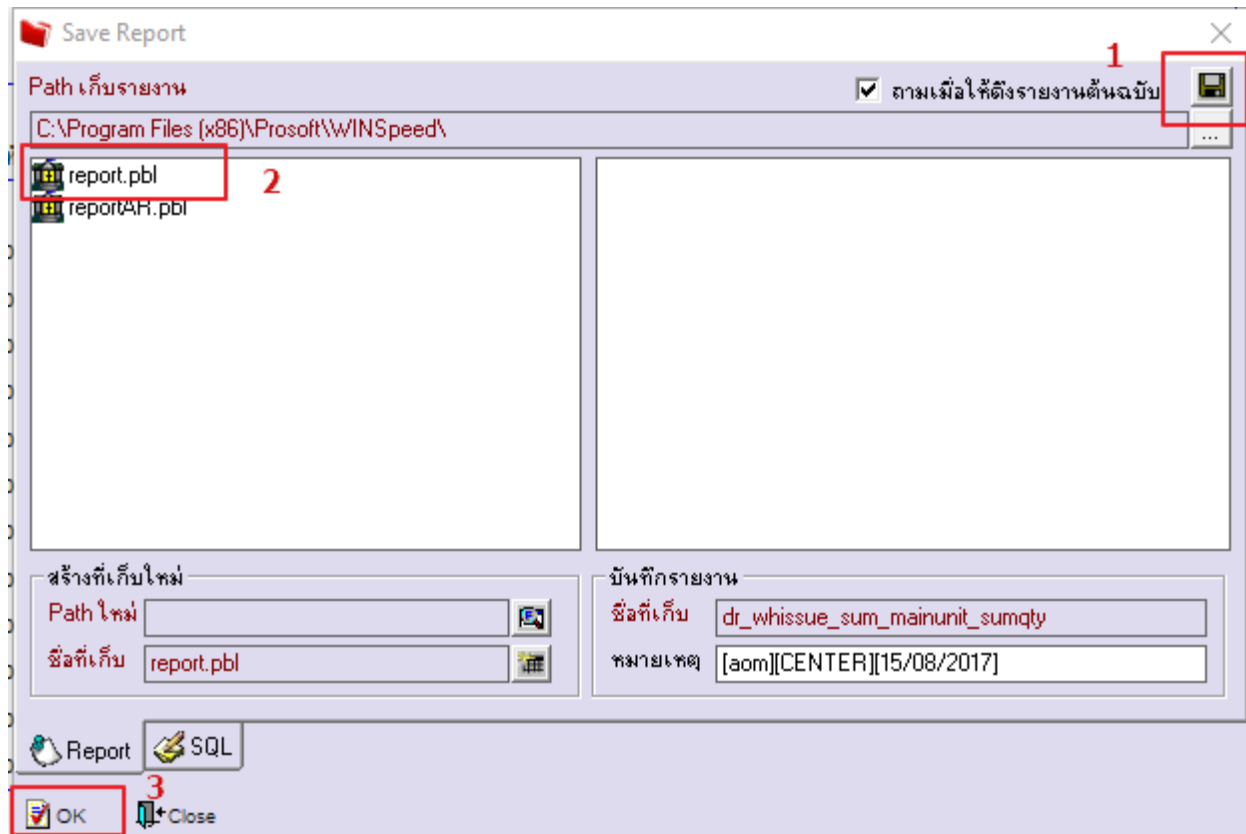 Save Report
1
Path เก็บรายงาน
ถามเมื่อให้ดึงรายงานต้นฉบับ
C:\Program Files (x86)\Prosoft\WINSpeed\
...
report.pbl
2
reportAR.pbl
สร้างที่เก็บใหม่
Path ใหม่
ชื่อที่เก็บ report.pbl
บันทึกรายงาน
ชื่อที่เก็บ dr_whissue_sum_mainunit_sumqty
หมายเหตุ [aom][CENTER][15/08/2017]
Report SQL
3
OK Close